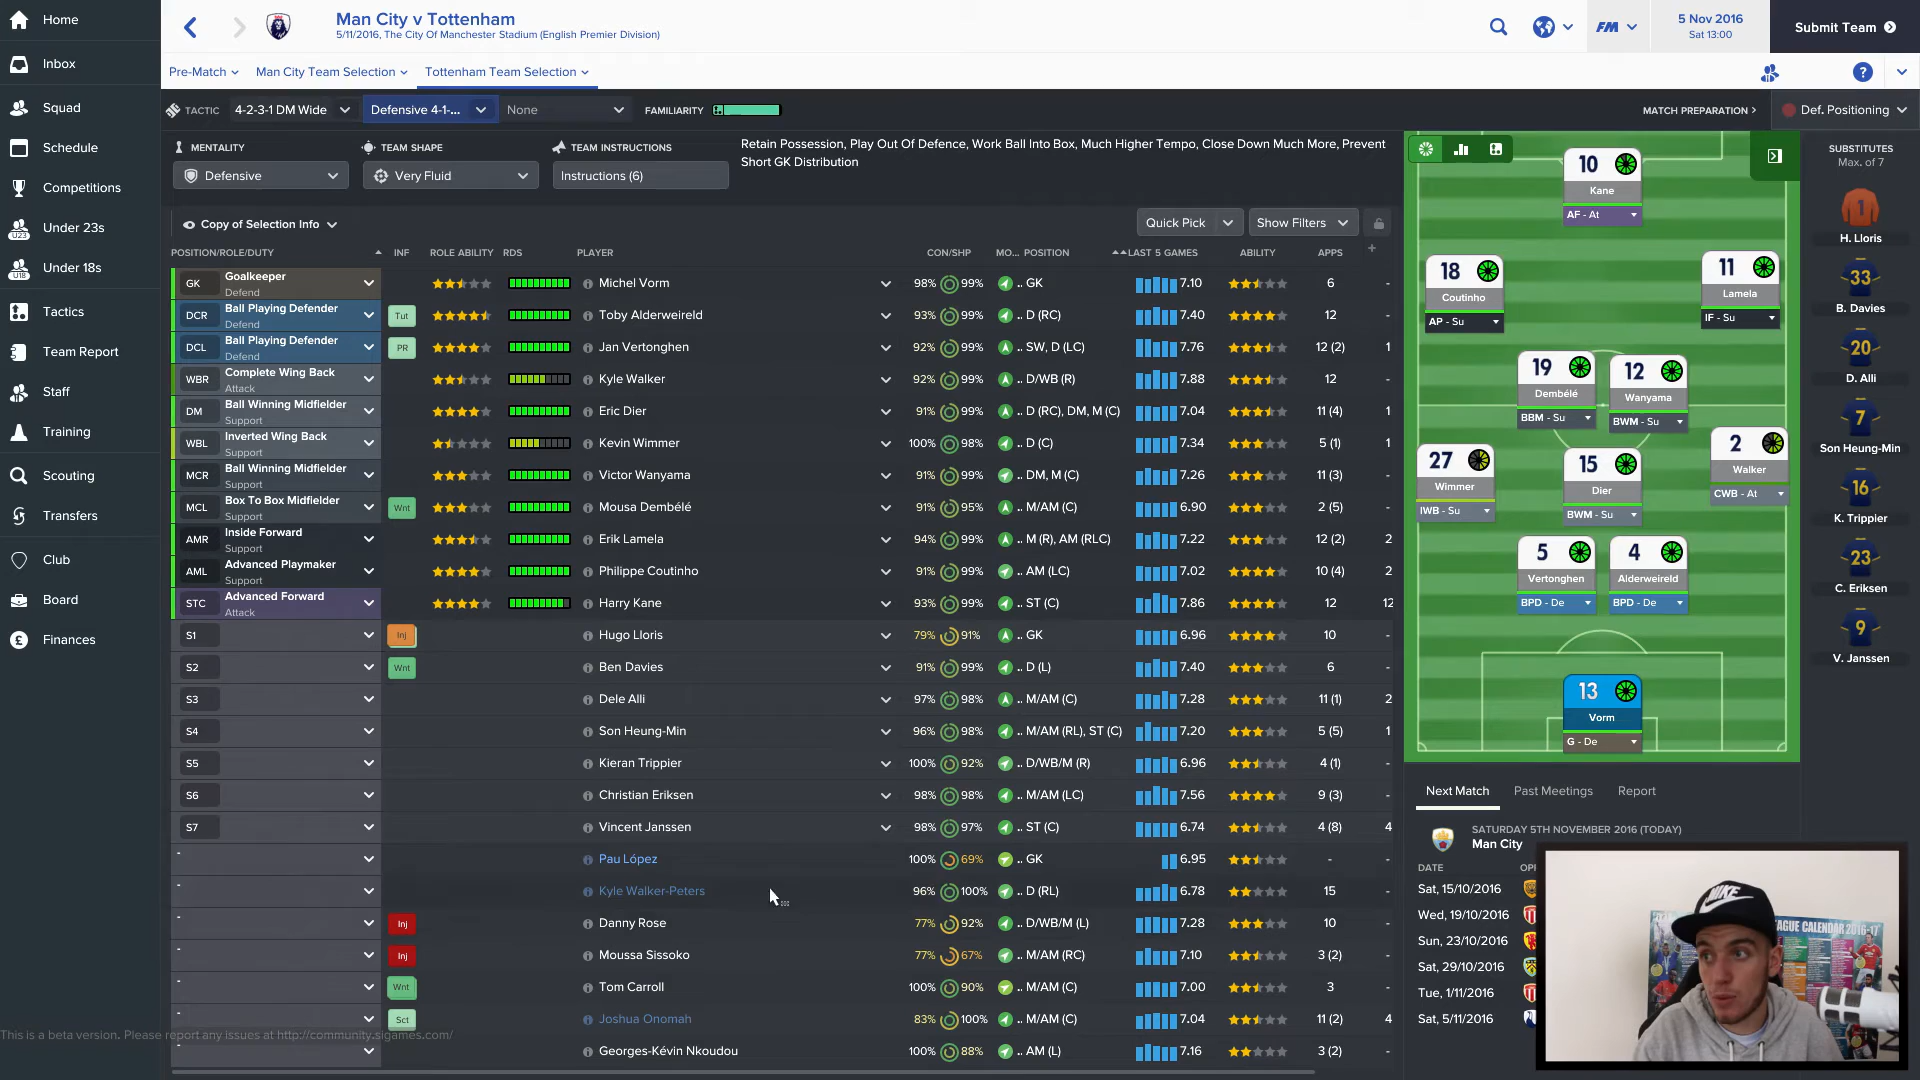 Home
Inbox
Squad
Schedule
Competitions
Under 23s
Under 18s
Tactics
Team Report
Staff
Training
Scouting
Transfers
Club
Board
Finances
Man City v Tottenham
5/11/2016, The City Of Manchester Stadium (English Premier Division)
FM
5 Nov 2016
Sat 13:00
Submit Team
Pre-Match
Man City Team Selection
Tottenham Team Selection
TACTIC 4-2-3-1 DM Wide Defensive 4-1-... None FAMILIARITY
MATCH PREPARATION > Def. Positioning
MENTALITY TEAM SHAPE TEAM INSTRUCTIONS
Defensive Very Fluid Instructions (6)
Retain Possession, Play Out Of Defence, Work Ball Into Box, Much Higher Tempo, Close Down Much More, Prevent
Short GK Distribution
Copy of Selection Info
Quick Pick Show Filters
POSITION/ROLE/DUTY INF ROLE ABILITY RDS PLAYER CON/SHP MO... POSITION LAST 5 GAMES ABILITY APPS
GK Goalkeeper Defend Michel Vorm 98% 99% .. GK 7.10 6 -
DCR Ball Playing Defender Defend Tut Toby Alderweireld 93% 99% .. D (RC) 7.40 12 -
DCL Ball Playing Defender Defend PR Jan Vertonghen 92% 99% .. SW, D (LC) 7.76 12 (2) 1
WBR Complete Wing Back Attack Kyle Walker 92% 99% .. D/WB (R) 7.88 12 -
DM Ball Winning Midfielder Support Eric Dier 91% 99% .. D (RC), DM, M (C) 7.04 11 (4) 1
WBL Inverted Wing Back Support Kevin Wimmer 100% 98% .. D (C) 7.34 5 (1) 1
MCR Ball Winning Midfielder Support Victor Wanyama 91% 99% .. DM, M (C) 7.26 11 (3) -
MCL Box To Box Midfielder Support Wnt Mousa Dembélé 91% 95% .. M/AM (C) 6.90 2 (5) -
AMR Inside Forward Support Erik Lamela 94% 99% .. M (R), AM (RLC) 7.22 12 (2) 2
AML Advanced Playmaker Support Philippe Coutinho 91% 99% .. AM (LC) 7.02 10 (4) 2
STC Advanced Forward Attack Harry Kane 93% 99% .. ST (C) 7.86 12 12
S1 Inj Hugo Lloris 79% 91% .. GK 6.96 10 -
S2 Wnt Ben Davies 91% 99% .. D (L) 7.40 6 -
S3 Dele Alli 97% 98% .. M/AM (C) 7.28 11 (1) 2
S4 Son Heung-Min 96% 98% .. M/AM (RL), ST (C) 7.20 5 (5) 1
S5 Kieran Trippier 100% 92% .. D/WB/M (R) 6.96 4 (1) -
S6 Christian Eriksen 98% 98% .. M/AM (LC) 7.56 9 (3) -
S7 Vincent Janssen 98% 97% .. ST (C) 6.74 4 (8) 4
- Pau López 100% 69% .. GK 6.95 - -
- Kyle Walker-Peters 96% 100% .. D (RL) 6.78 15 -
- Inj Danny Rose 77% 92% .. D/WB/M (L) 7.28 10 -
- Inj Moussa Sissoko 77% 67% .. M/AM (RC) 7.10 3 (2) -
- Wnt Tom Carroll 100% 90% .. M/AM (C) 7.00 3 -
- Sct Joshua Onomah 83% 100% .. M/AM (C) 7.04 11 (2) 4
- Georges-Kévin Nkoudou 100% 88% .. AM (L) 7.16 3 (2) -
This is a beta version. Please report any issues at http://community.sigames.com/
10
Kane
AF - At
18
Coutinho
AP - Su
11
Lamela
IF - Su
19
Dembélé
BBM - Su
12
Wanyama
BWM - Su
27
Wimmer
IWB - Su
15
Dier
BWM - Su
2
Walker
CWB - At
5
Vertonghen
BPD - De
4
Alderweireld
BPD - De
13
Vorm
G - De
SUBSTITUTES
Max. of 7
1
H. Lloris
33
B. Davies
20
D. Alli
7
Son Heung-Min
16
K. Trippier
23
C. Eriksen
9
V. Janssen
Next Match Past Meetings Report
SATURDAY 5TH NOVEMBER 2016 (TODAY)
Man City
DATE
Sat, 15/10/2016
Wed, 19/10/2016
Sun, 23/10/2016
Sat, 29/10/2016
Tue, 1/11/2016
Sat, 5/11/2016
NIKE